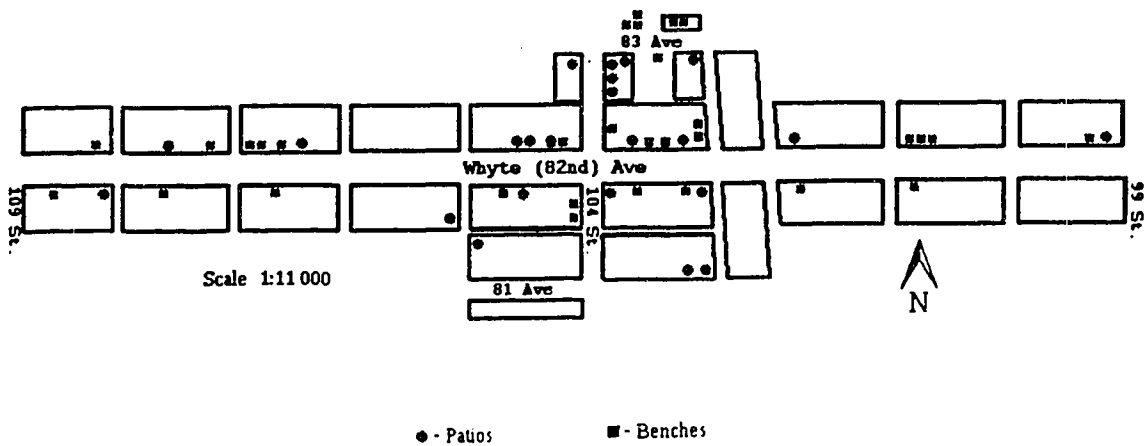 83 Ave
Whyte (82nd) Ave
109 St.
104 St.
99 St.
Scale 1:11 000
81 Ave
N
- Patios
- Benches